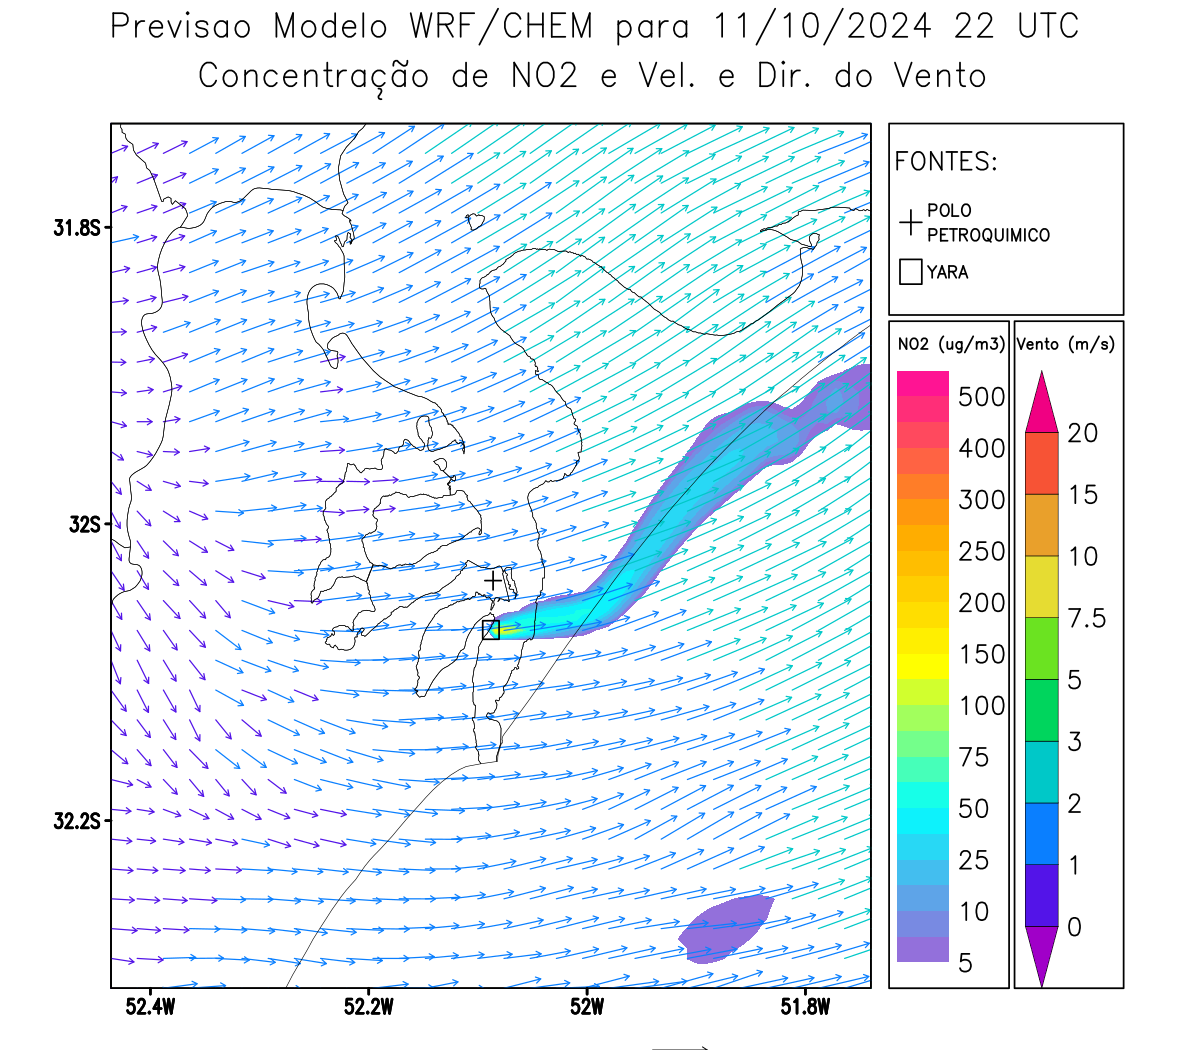 Previsao Modelo WRF/CHEM para 11/10/2024 22 UTC
Concentração de NO2 e Vel. e Dir. do Vento
FONTES:
POLO
PETROQUIMICO
YARA
NO2 (ug/m3)
500
400
300
250
200
150
100
75
50
25
10
5
Vento (m/s)
20
15
10
7.5
5
3
2
1
0
31.8S
32S
32.2S
52.4W 52.2W 52W 51.8W